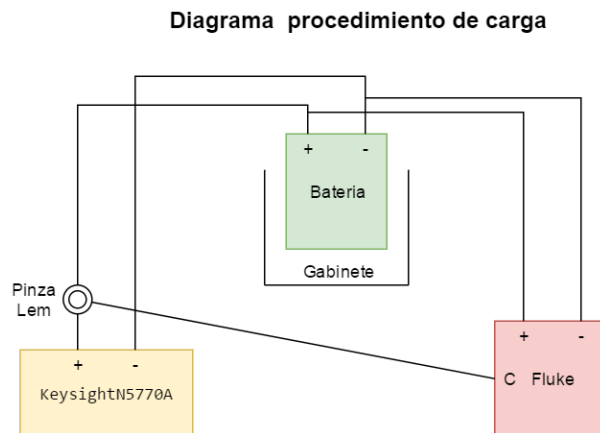 Diagrama procedimiento de carga
+ -
Bateria
Gabinete
Pinza
Lem
+ -
KeysightN5770A
+ -
C Fluke